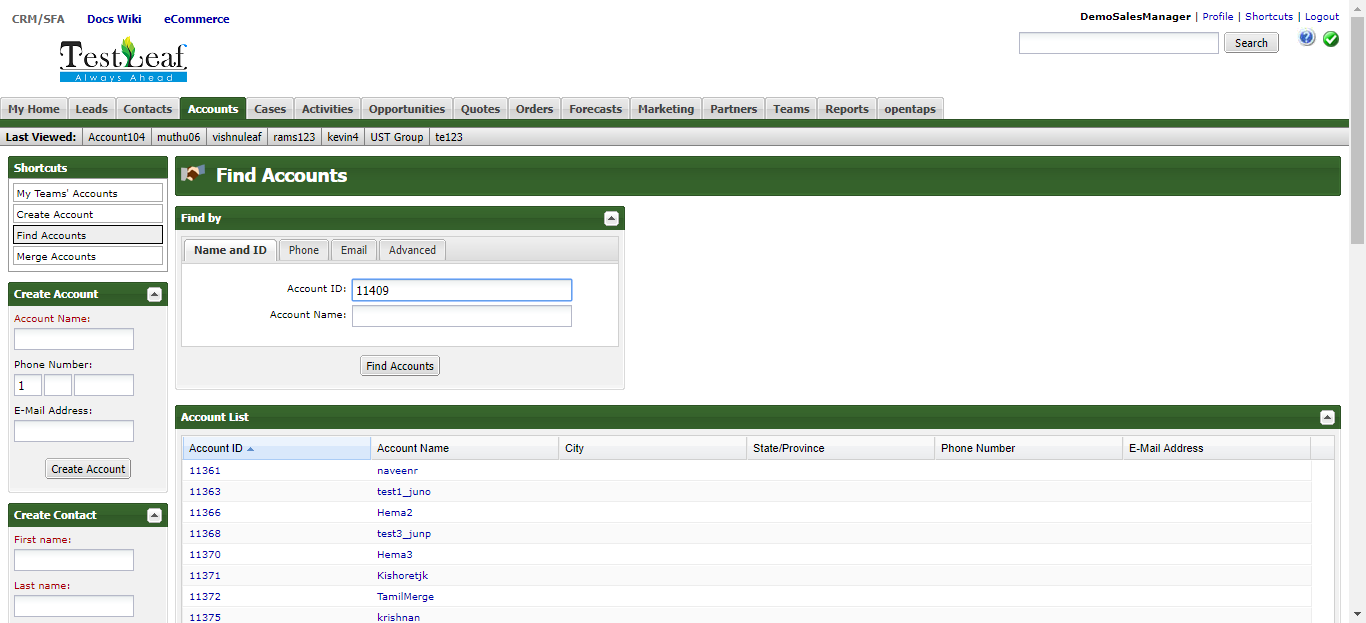 CRM/SFA Docs Wiki eCommerce
DemoSalesManager | Profile | Shortcuts | Logout
TestLeaf
Always Ahead
Search
My Home Leads Contacts Accounts Cases Activities Opportunities Quotes Orders Forecasts Marketing Partners Teams Reports opentaps
Last Viewed: Account104 muthu06 vishnuleaf rams123 kevin4 UST Group te123
Shortcuts
My Teams' Accounts
Create Account
Find Accounts
Merge Accounts
Create Account
Account Name:
Phone Number:
1
E-Mail Address:
Create Account
Create Contact
First name:
Last name:
Find Accounts
Find by
Name and ID Phone Email Advanced
Account ID: 11409
Account Name:
Find Accounts
Account List
Account ID Account Name City State/Province Phone Number E-Mail Address
11361 naveenr
11363 test1_juno
11366 Hema2
11368 test3_junp
11370 Hema3
11371 Kishoretjk
11372 TamilMerge
11375 krishnan